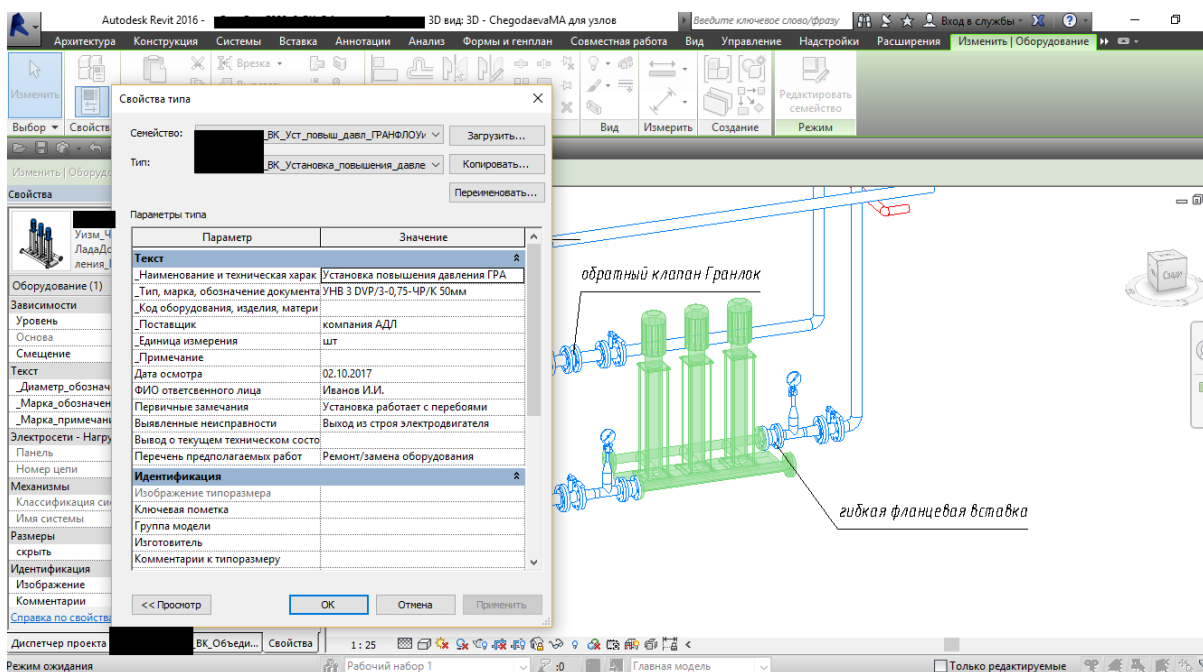 Autodesk Revit 2016 -
3D вид: 3D - ChegodaevaMA для узлов
Введите ключевое слово/фразу
Вход в службы
Архитектура Конструкция Системы Вставка Аннотации Анализ Формы и генплан Совместная работа Вид Управление Надстройки Расширения Изменить | Оборудование
Изменить
Врезка
Редактировать
семейство
Выбор Свойств Вид Измерить Создание Режим
Изменить | Оборудо
Свойства типа
Семейство: _ВК_Уст_повыш_давл_ГРАНФЛОУи Загрузить...
Тип: _ВК_Установка_повышения_давле Копировать...
Переименовать...
Параметры типа
Параметр Значение
Текст
_Наименование и техническая харак Установка повышения давления ГРА
_Тип, марка, обозначение документа УНВ 3 DVP/3-0,75-ЧР/К 50мм
_Код оборудования, изделия, матери
_Поставщик компания АДЛ
_Единица измерения шт
_Примечание
Дата осмотра 02.10.2017
ФИО ответсвенного лица Иванов И.И.
Первичные замечания Установка работает с перебоями
Выявленные неисправности Выход из строя электродвигателя
Вывод о текущем техническом состо
Перечень предполагаемых работ Ремонт/замена оборудования
Идентификация
Изображение типоразмера
Ключевая пометка
Группа модели
Изготовитель
Комментарии к типоразмеру
<< Просмотр OK Отмена Применить
Свойства
Уизм_Ч
ЛадаДо
ления_
Оборудование (1)
Зависимости
Уровень
Основа
Смещение
Текст
_Диаметр_обознач
_Марка_обозначен
_Марка_примечан
Электросети - Нагру
Панель
Номер цепи
Механизмы
Классификация си
Имя системы
Размеры
скрыть
Идентификация
Изображение
Комментарии
Справка по свойства
Диспетчер проекта
_ВК_Объеди...
Свойства
обратный клапан Гранлок
гибкая фланцевая вставка
Сзади
1 : 25
Режим ожидания
Рабочий набор 1
:0
Главная модель
Только редактируемые